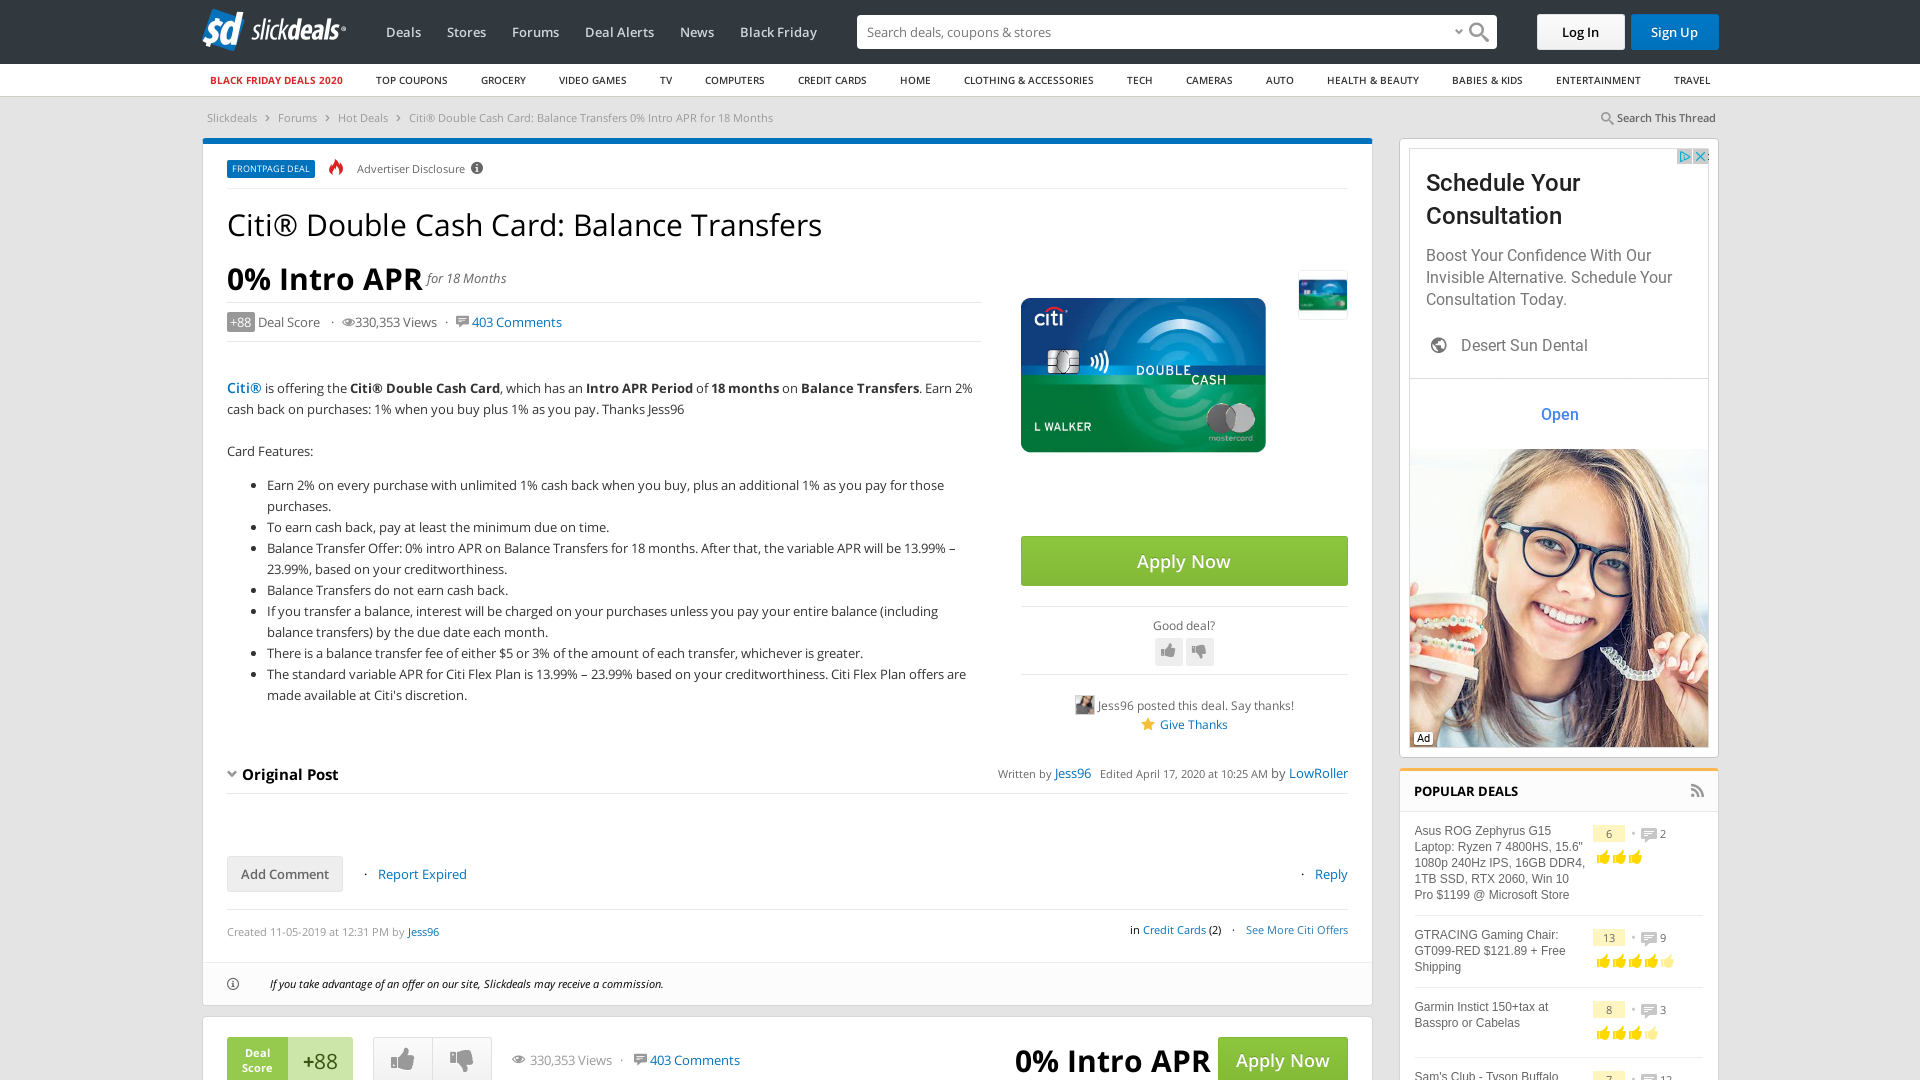 slickdeals
Deals Stores Forums Deal Alerts News Black Friday
Search deals, coupons & stores
Log In
Sign Up
BLACK FRIDAY DEALS 2020 TOP COUPONS GROCERY VIDEO GAMES TV COMPUTERS CREDIT CARDS HOME CLOTHING & ACCESSORIES TECH CAMERAS AUTO HEALTH & BEAUTY BABIES & KIDS ENTERTAINMENT TRAVEL
Slickdeals › Forums › Hot Deals › Citi® Double Cash Card: Balance Transfers 0% Intro APR for 18 Months
Search This Thread
FRONTPAGE DEAL
Advertiser Disclosure
Citi® Double Cash Card: Balance Transfers
0% Intro APR for 18 Months
+88 Deal Score · 330,353 Views · 403 Comments
Citi® is offering the Citi® Double Cash Card, which has an Intro APR Period of 18 months on Balance Transfers. Earn 2%
cash back on purchases: 1% when you buy plus 1% as you pay. Thanks Jess96
Card Features:
• Earn 2% on every purchase with unlimited 1% cash back when you buy, plus an additional 1% as you pay for those
purchases.
• To earn cash back, pay at least the minimum due on time.
• Balance Transfer Offer: 0% intro APR on Balance Transfers for 18 months. After that, the variable APR will be 13.99% –
23.99%, based on your creditworthiness.
• Balance Transfers do not earn cash back.
• If you transfer a balance, interest will be charged on your purchases unless you pay your entire balance (including
balance transfers) by the due date each month.
• There is a balance transfer fee of either $5 or 3% of the amount of each transfer, whichever is greater.
• The standard variable APR for Citi Flex Plan is 13.99% – 23.99% based on your creditworthiness. Citi Flex Plan offers are
made available at Citi's discretion.
citi
DOUBLE
CASH
L WALKER
mastercard
Apply Now
Good deal?
Jess96 posted this deal. Say thanks!
Give Thanks
Original Post
Written by Jess96 Edited April 17, 2020 at 10:25 AM by LowRoller
Add Comment · Report Expired
· Reply
Created 11-05-2019 at 12:31 PM by Jess96
in Credit Cards (2) · See More Citi Offers
If you take advantage of an offer on our site, Slickdeals may receive a commission.
Deal
Score
+88
330,353 Views · 403 Comments
0% Intro APR
Apply Now
Schedule Your
Consultation
Boost Your Confidence With Our
Invisible Alternative. Schedule Your
Consultation Today.
Desert Sun Dental
Open
Ad
POPULAR DEALS
Asus ROG Zephyrus G15
Laptop: Ryzen 7 4800HS, 15.6"
1080p 240Hz IPS, 16GB DDR4,
1TB SSD, RTX 2060, Win 10
Pro $1199 @ Microsoft Store
6 • 2
GTRACING Gaming Chair:
GT099-RED $121.89 + Free
Shipping
13 • 9
Garmin Instict 150+tax at
Basspro or Cabelas
8 • 3
Sam's Club - Tyson Buffalo
7 • 12